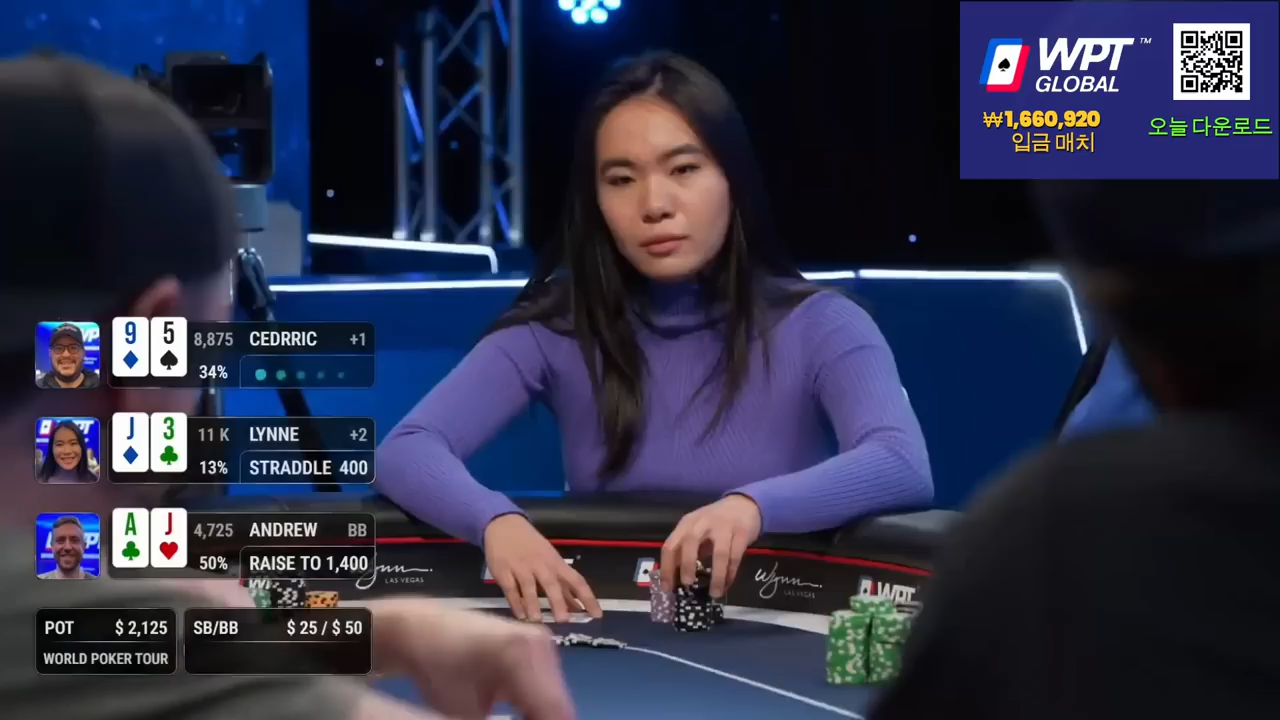 WPT™
GLOBAL
₩1,660,920
입금 매치
오늘 다운로드
9 5 8,875 CEDRRIC +1
34%
J 3 11 K LYNNE +2
13% STRADDLE 400
A J 4,725 ANDREW BB
50% RAISE TO 1,400
POT $ 2,125
WORLD POKER TOUR
SB/BB $ 25 / $ 50
Wynn
LAS VEGAS
Wynn
LAS VEGAS
WPT